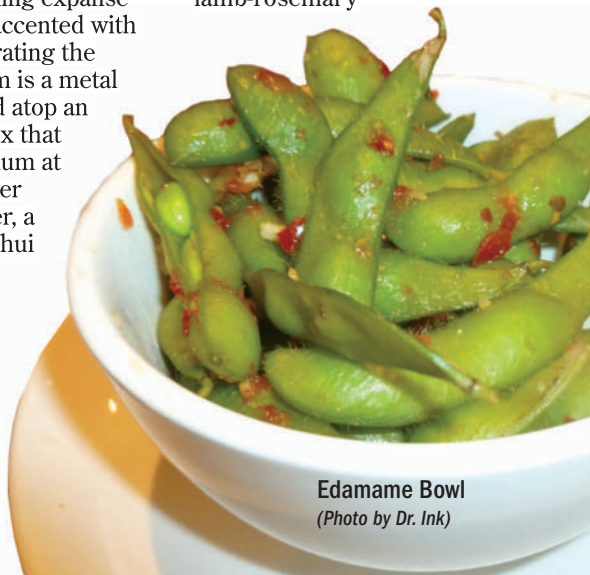 accented with
rating the
m is a metal
d atop an
x that
um at
er
er, a
hui
lamb-rosemary
Edamame Bowl
(Photo by Dr. Ink)